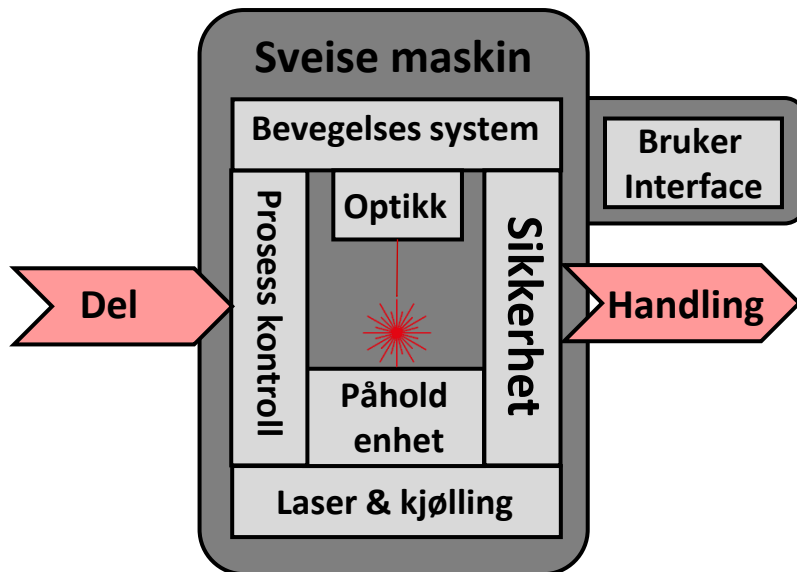 Sveise maskin
Bevegelses system
Bruker
Interface
Optikk
Prosess kontroll
Sikkerhet
Del
Handling
Påhold
enhet
Laser & kjølling